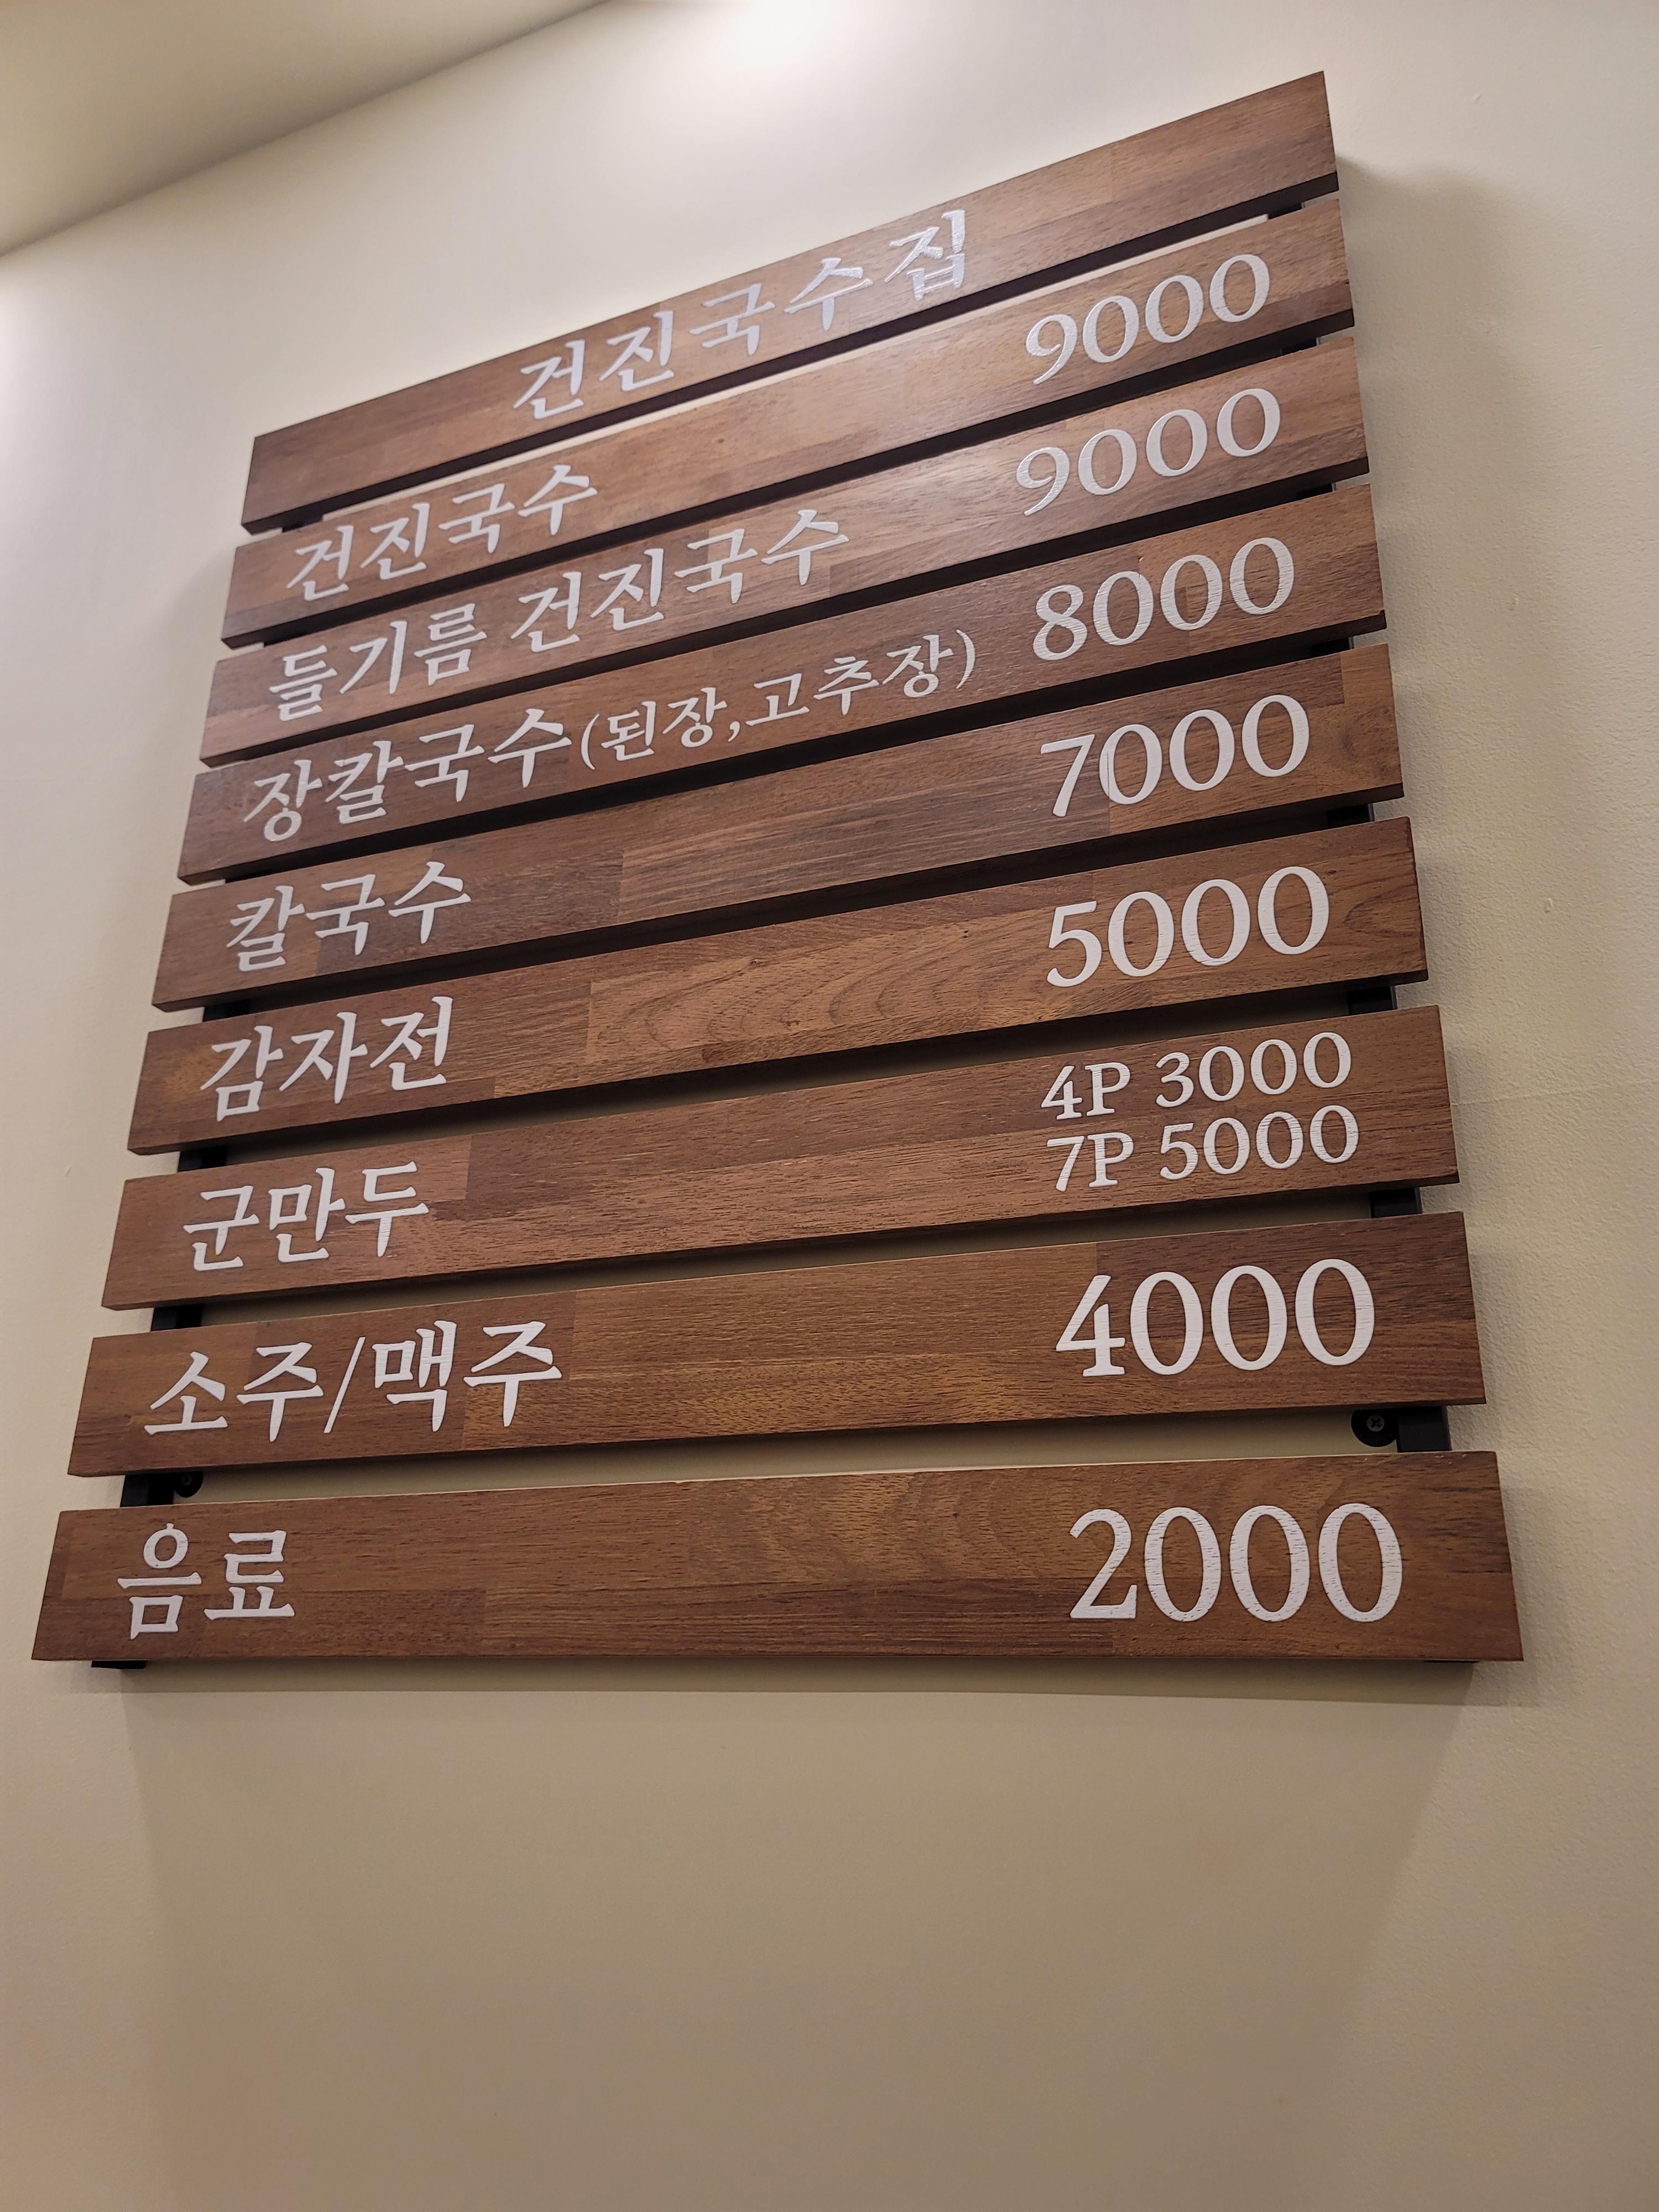 건진국수집
건진국수 9000
들기름 건진국수 9000
장칼국수(된장,고추장) 8000
칼국수 7000
감자전 5000
군만두 4P 3000
7P 5000
소주/맥주 4000
음료 2000